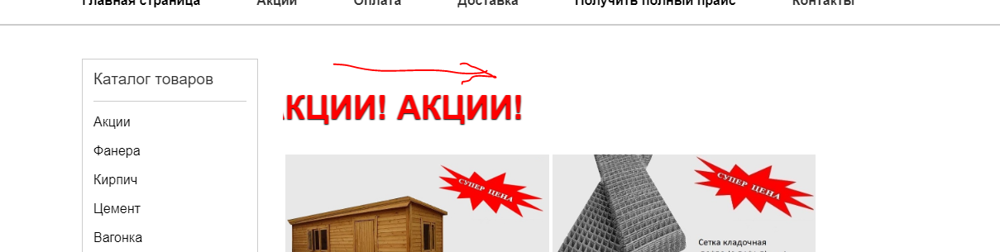 Главная страница Акции Оплата Доставка Получить полный прайс Контакты
Каталог товаров
Акции
Фанера
Кирпич
Цемент
Вагонка
АКЦИИ! АКЦИИ!
СУПЕР ЦЕНА
СУПЕР ЦЕНА
Сетка кладочная